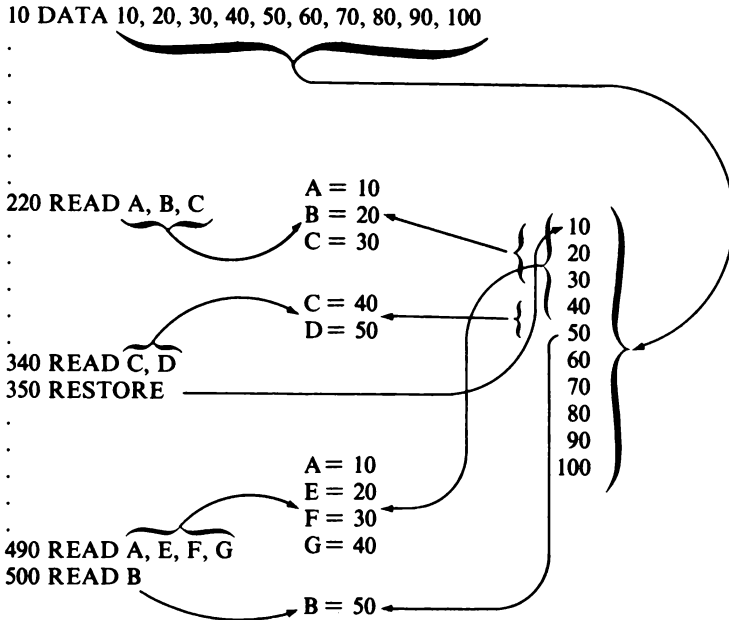 10 DATA 10, 20, 30, 40, 50, 60, 70, 80, 90, 100
220 READ A, B, C
A = 10
B = 20
C = 30
C = 40
D = 50
340 READ C, D
350 RESTORE
A = 10
E = 20
F = 30
G = 40
490 READ A, E, F, G
500 READ B
B = 50
10
20
30
40
50
60
70
80
90
100